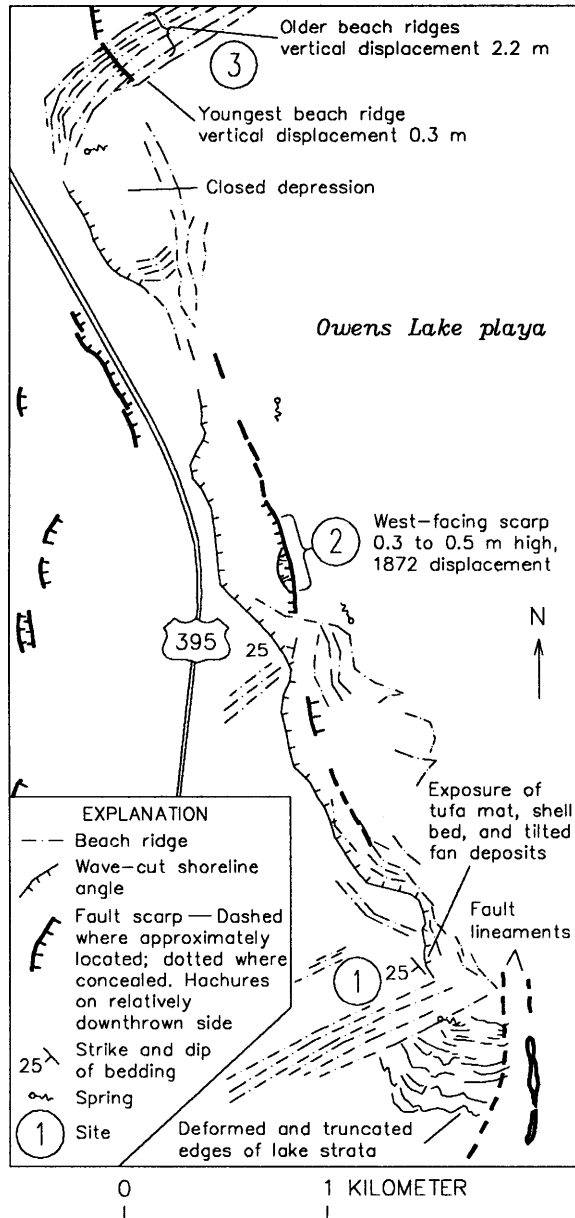 Older beach ridges
vertical displacement 2.2 m
3
Youngest beach ridge
vertical displacement 0.3 m
Closed depression
Owens Lake playa
2
West-facing scarp
0.3 to 0.5 m high,
1872 displacement
395
25
N
Exposure of
tufa mat, shell
bed, and tilted
fan deposits
Fault
lineaments
1
25
Deformed and truncated
edges of lake strata
EXPLANATION
Beach ridge
Wave-cut shoreline
angle
Fault scarp — Dashed
where approximately
located; dotted where
concealed. Hachures
on relatively
downthrown side
25 Strike and dip
of bedding
Spring
1 Site
0 1 KILOMETER